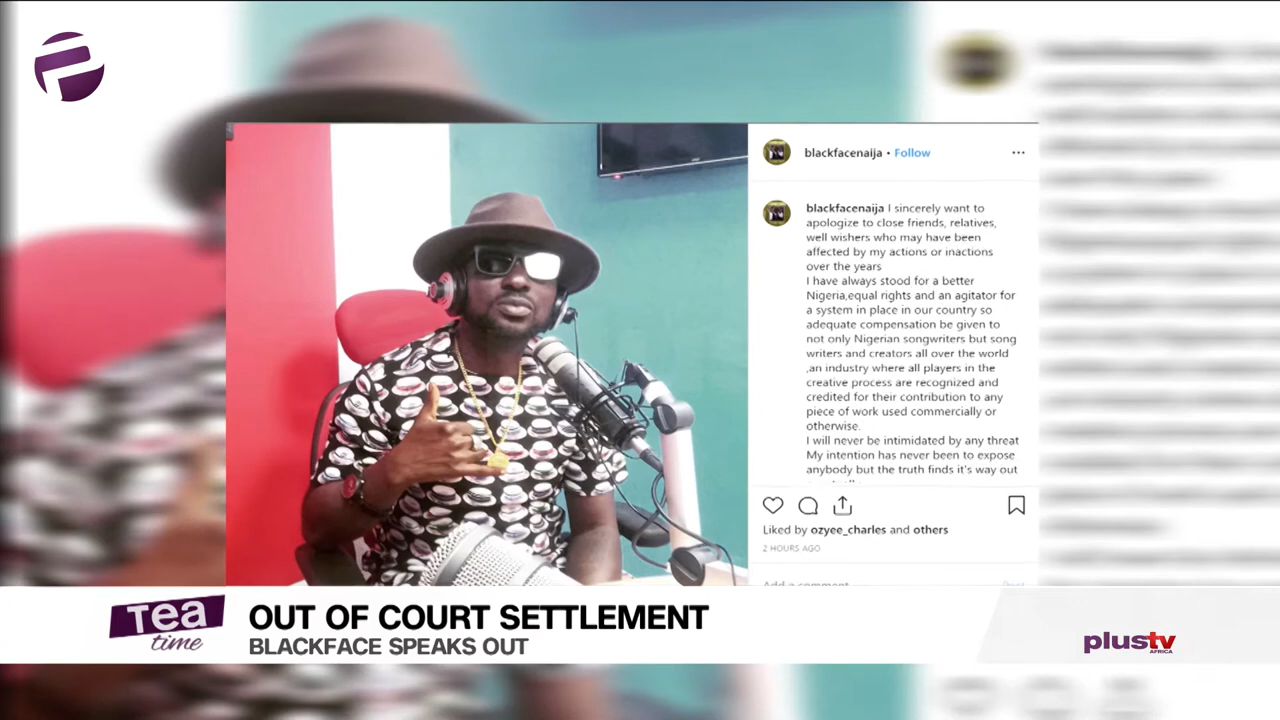 blackfacenaija • Follow
blackfacenaija I sincerely want to
apologize to close friends, relatives,
well wishers who may have been
affected by my actions or inactions
over the years
I have always stood for a better
Nigeria,equal rights and an agitator for
a system in place in our country so
adequate compensation be given to
not only Nigerian songwriters but song
writers and creators all over the world
,an industry where all players in the
creative process are recognized and
credited for their contribution to any
piece of work used commercially or
otherwise.
I will never be intimidated by any threat
My intention has never been to expose
anybody but the truth finds it's way out
Liked by ozyee_charles and others
2 HOURS AGO
Add a comment
Tea
time
OUT OF COURT SETTLEMENT
BLACKFACE SPEAKS OUT
plustv
AFRICA